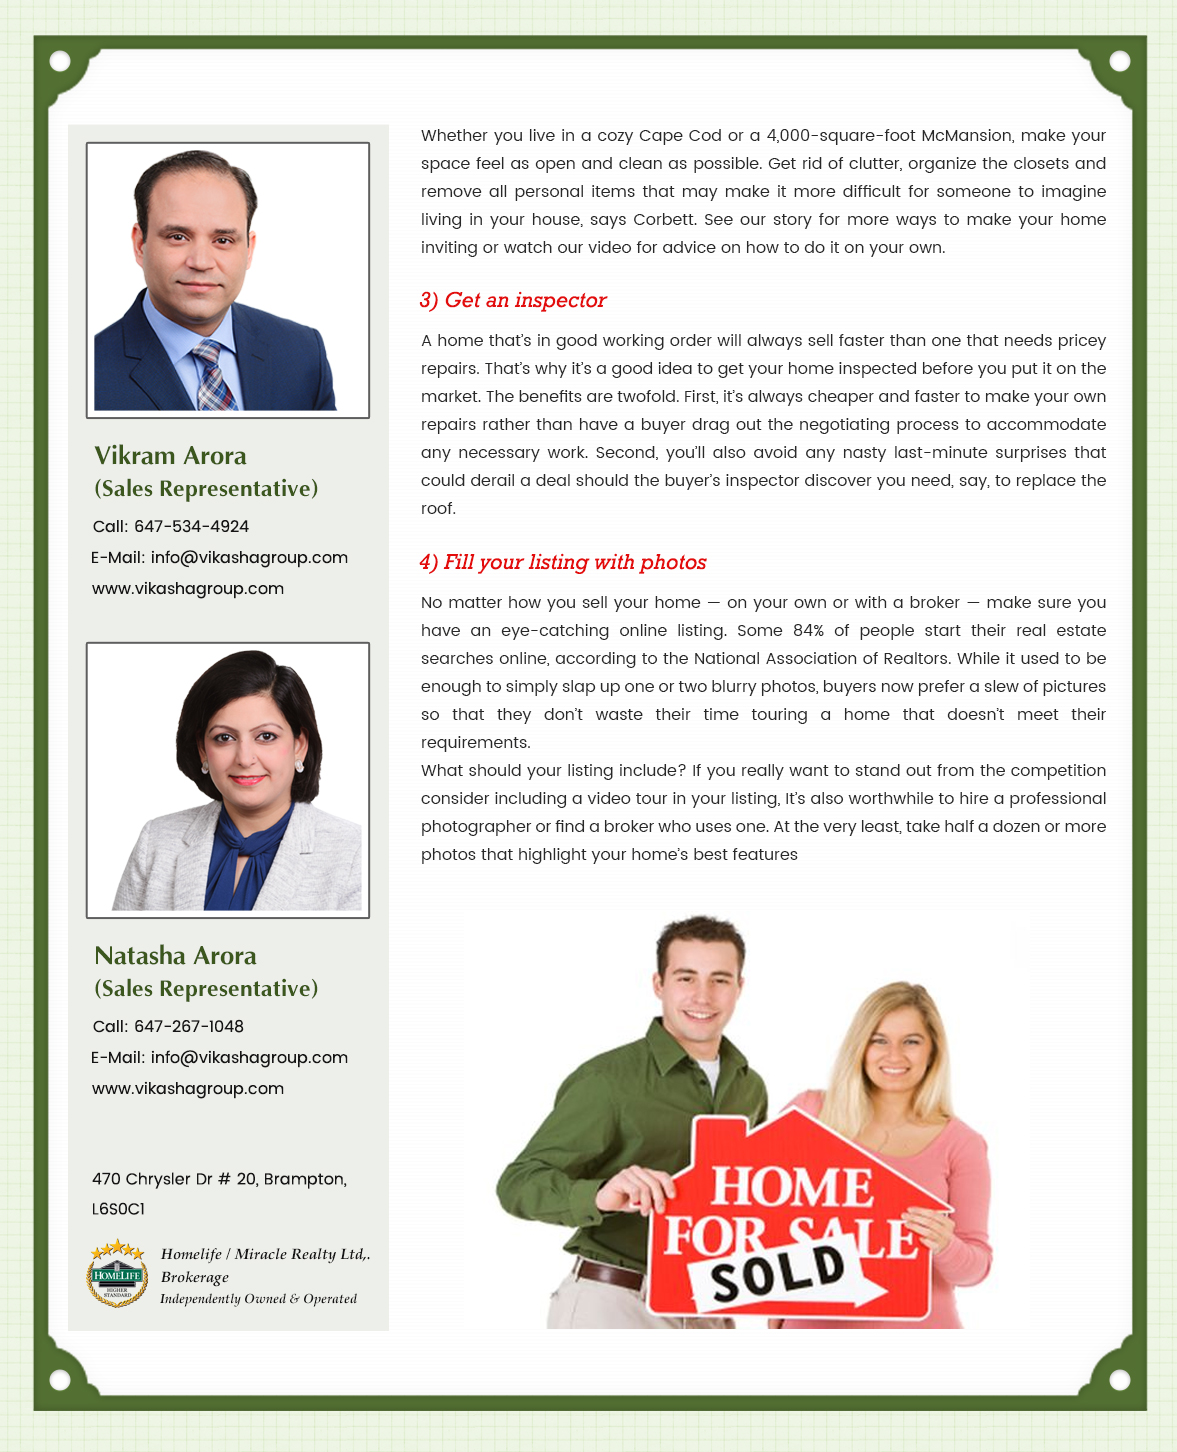 Vikram Arora
(Sales Representative)
Call: 647-534-4924
E-Mail: info@vikashagroup.com
www.vikashagroup.com
Natasha Arora
(Sales Representative)
Call: 647-267-1048
E-Mail: info@vikashagroup.com
www.vikashagroup.com
470 Chrysler Dr # 20, Brampton,
L6S0C1
HOMELIFE
HIGHER
STANDARDS
Homelife / Miracle Realty Ltd,.
Brokerage
Independently Owned & Operated
Whether you live in a cozy Cape Cod or a 4,000-square-foot McMansion, make your
space feel as open and clean as possible. Get rid of clutter, organize the closets and
remove all personal items that may make it more difficult for someone to imagine
living in your house, says Corbett. See our story for more ways to make your home
inviting or watch our video for advice on how to do it on your own.
3) Get an inspector
A home that’s in good working order will always sell faster than one that needs pricey
repairs. That’s why it’s a good idea to get your home inspected before you put it on the
market. The benefits are twofold. First, it’s always cheaper and faster to make your own
repairs rather than have a buyer drag out the negotiating process to accommodate
any necessary work. Second, you’ll also avoid any nasty last-minute surprises that
could derail a deal should the buyer’s inspector discover you need, say, to replace the
roof.
4) Fill your listing with photos
No matter how you sell your home — on your own or with a broker — make sure you
have an eye-catching online listing. Some 84% of people start their real estate
searches online, according to the National Association of Realtors. While it used to be
enough to simply slap up one or two blurry photos, buyers now prefer a slew of pictures
so that they don’t waste their time touring a home that doesn’t meet their
requirements.
What should your listing include? If you really want to stand out from the competition
consider including a video tour in your listing, It’s also worthwhile to hire a professional
photographer or find a broker who uses one. At the very least, take half a dozen or more
photos that highlight your home’s best features
HOME
FOR SALE
SOLD